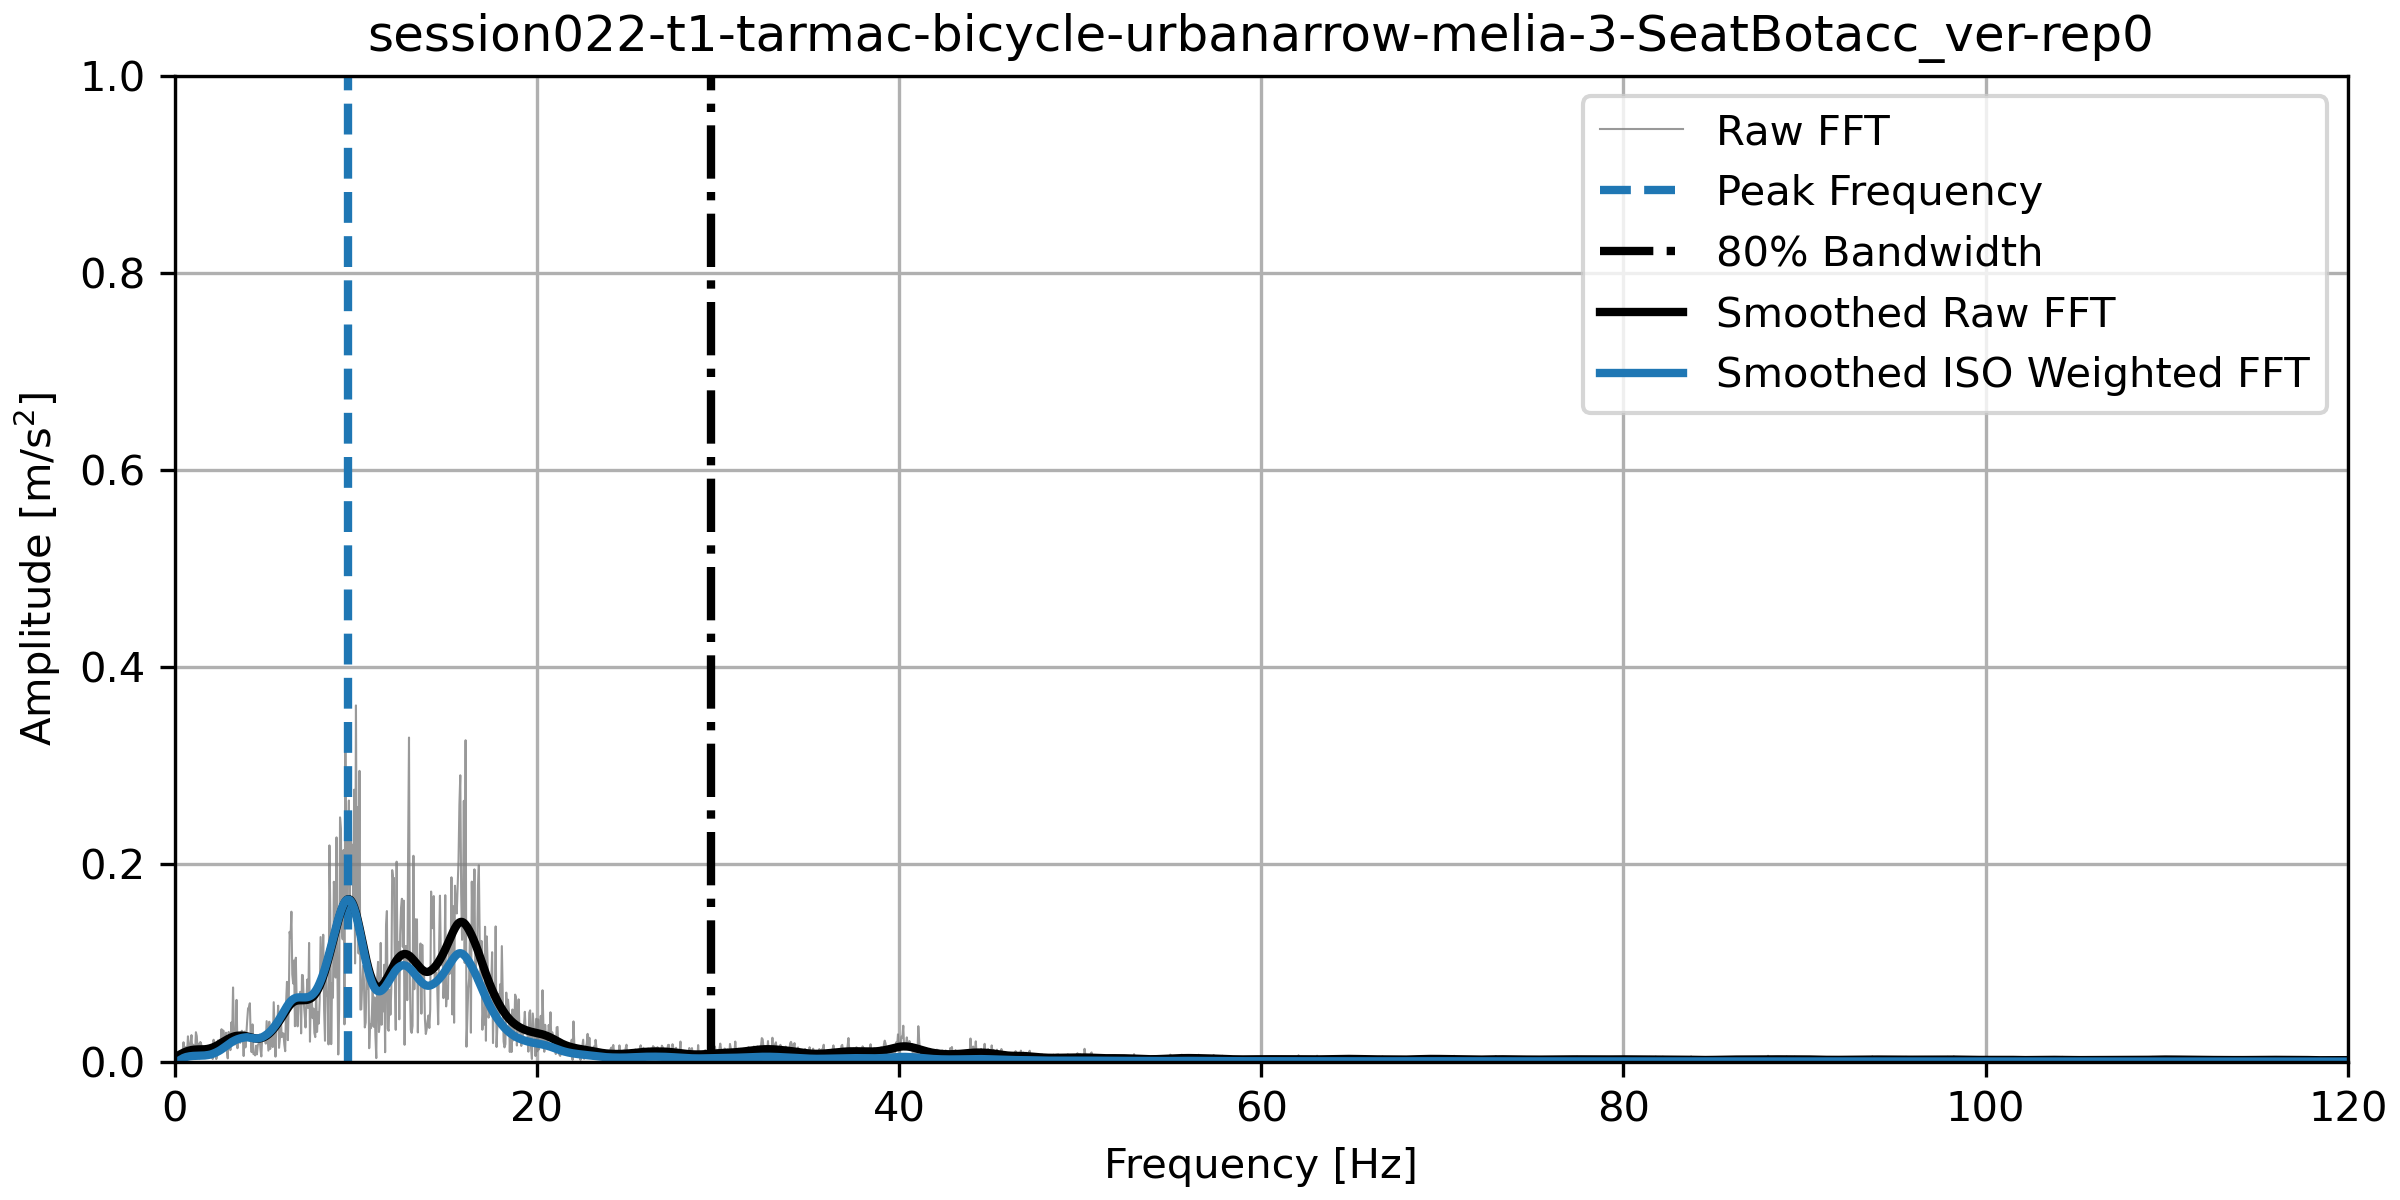 session022-t1-tarmac-bicycle-urbanarrow-melia-3-SeatBotacc_ver-rep0
1.0
0.8
0.6
0.4
0.2
0.0
Amplitude [m/s²]
Raw FFT
Peak Frequency
80% Bandwidth
Smoothed Raw FFT
Smoothed ISO Weighted FFT
0 20 40 60 80 100 120
Frequency [Hz]